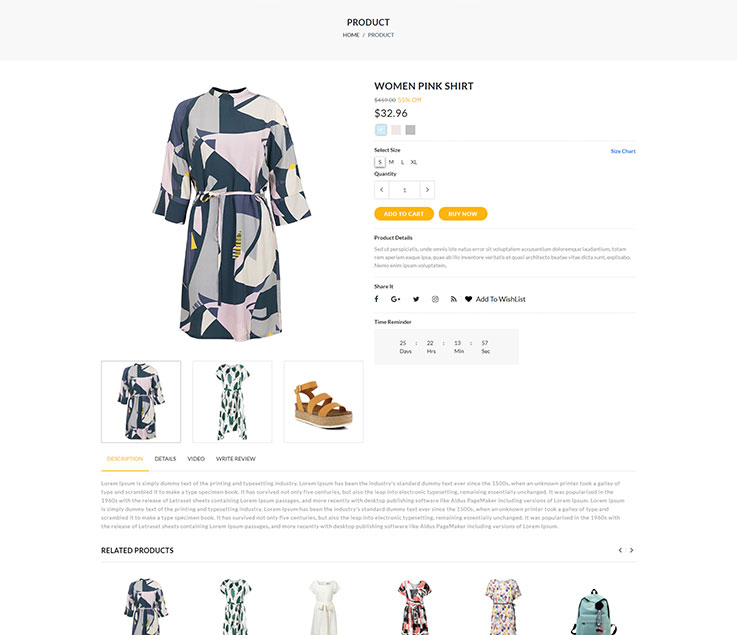 PRODUCT
HOME / PRODUCT
WOMEN PINK SHIRT
$459.00 55% Off
$32.96
Select Size
Size Chart
S M L XL
Quantity
1
ADD TO CART BUY NOW
Product Details
Sed ut perspiciatis, unde omnis iste natus error sit voluptatem accusantium doloremque laudantium, totam
rem aperiam eaque ipsa, quae ab illo inventore veritatis et quasi architecto beatae vitae dicta sunt, explicabo.
Nemo enim ipsam voluptatem,
Share It
G+ Add To WishList
Time Reminder
25 : 22 : 13 : 57
Days Hrs Min Sec
DESCRIPTION DETAILS VIDEO WRITE REVIEW
Lorem Ipsum is simply dummy text of the printing and typesetting industry. Lorem Ipsum has been the industry's standard dummy text ever since the 1500s, when an unknown printer took a galley of
type and scrambled it to make a type specimen book. It has survived not only five centuries, but also the leap into electronic typesetting, remaining essentially unchanged. It was popularised in the
1960s with the release of Letraset sheets containing Lorem Ipsum passages, and more recently with desktop publishing software like Aldus PageMaker including versions of Lorem Ipsum. Lorem Ipsum
is simply dummy text of the printing and typesetting industry. Lorem Ipsum has been the industry's standard dummy text ever since the 1500s, when an unknown printer took a galley of type and
scrambled it to make a type specimen book. It has survived not only five centuries, but also the leap into electronic typesetting, remaining essentially unchanged. It was popularised in the 1960s with
the release of Letraset sheets containing Lorem Ipsum passages, and more recently with desktop publishing software like Aldus PageMaker including versions of Lorem Ipsum.
RELATED PRODUCTS